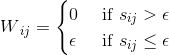 W_{ij} = \begin{cases} 0 & \text{if } s_{ij} > \epsilon \\ \epsilon & \text{if } s_{ij} \leq \epsilon \end{cases}